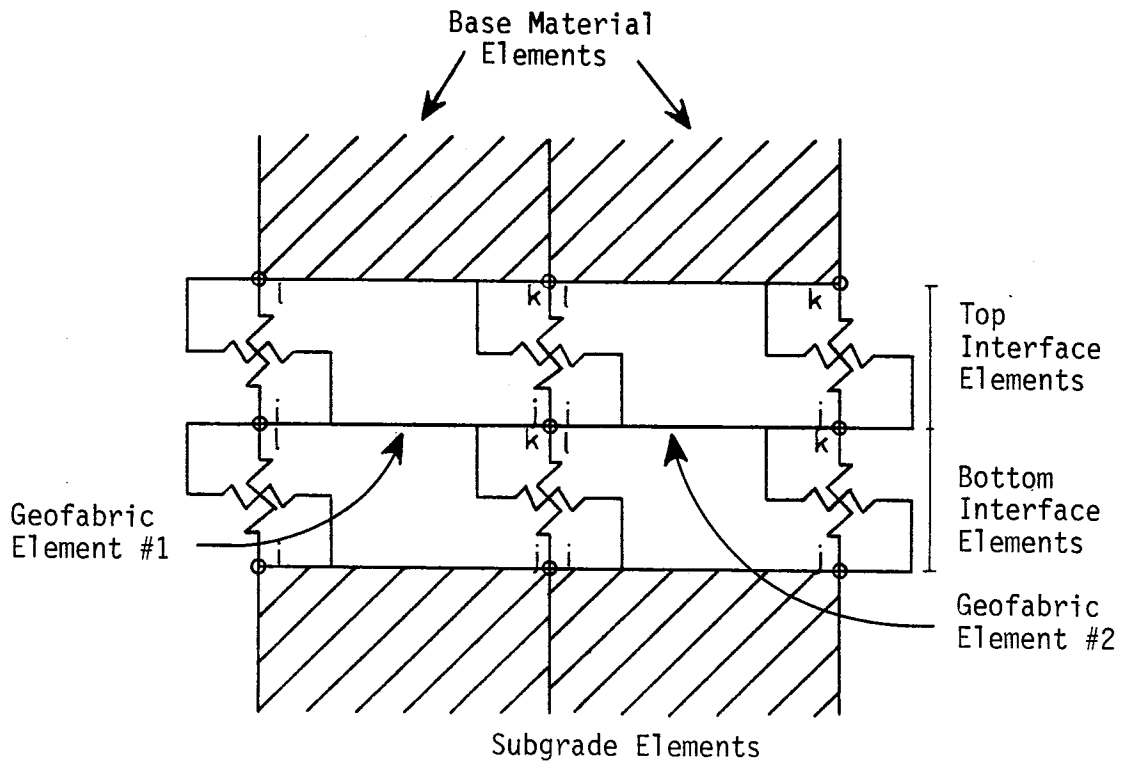 Base Material
Elements
l
k l
k
Top
Interface
Elements
i
j i
j
l
k l
k
Bottom
Interface
Elements
Geofabric
Element #1
i
j i
j
Geofabric
Element #2
Subgrade Elements